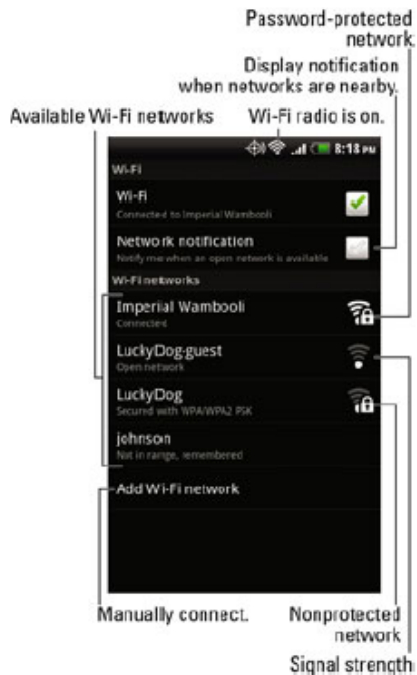 Password-protected
network
Display notification
when networks are nearby.
Available Wi-Fi networks
Wi-Fi radio is on.
8:18 PM
Wi-Fi
Wi-Fi
Connected to Imperial Wambooli
Network notification
Notify me when an open network is available
Wi-Fi networks
Imperial Wambooli
Connected
LuckyDog-guest
Open network
LuckyDog
Secured with WPA/WPA2 PSK
johnson
Not in range, remembered
Add Wi-Fi network
Manually connect.
Nonprotected
network
Signal strength